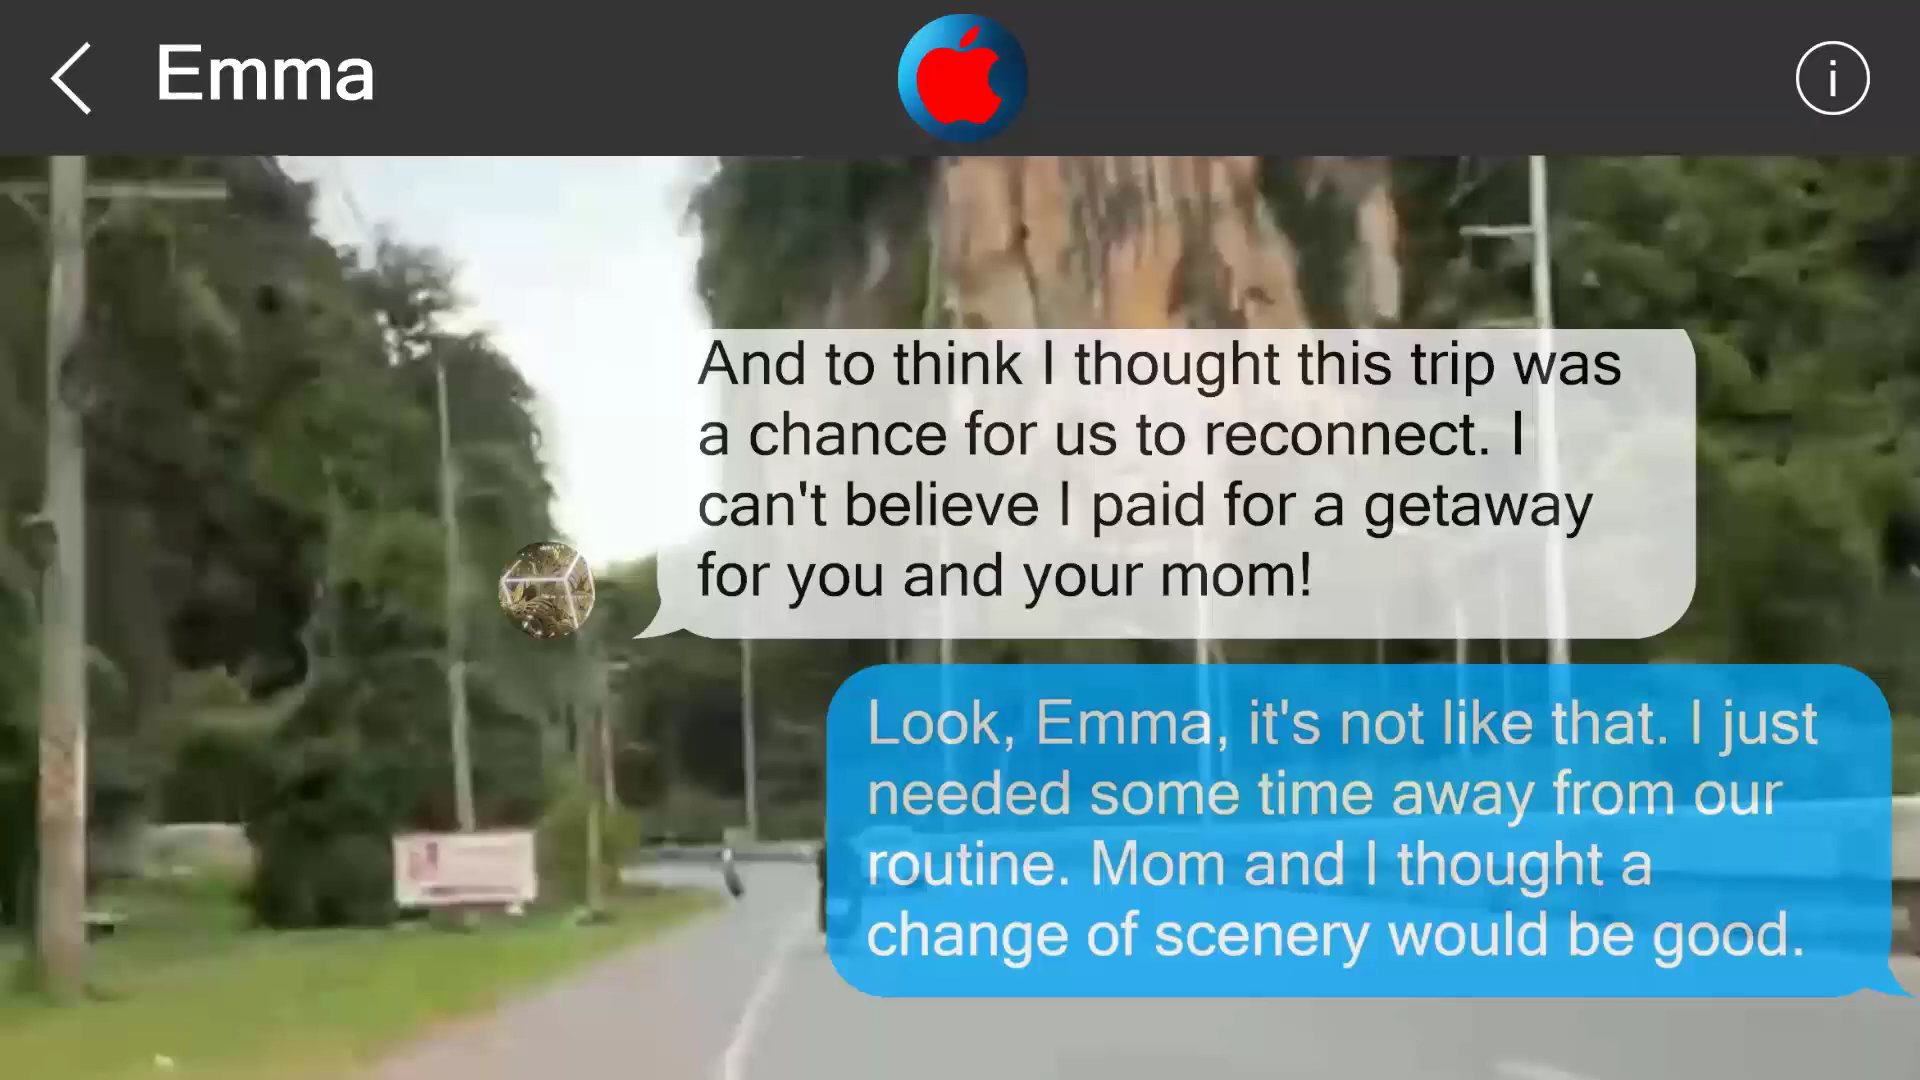 Emma
i
And to think I thought this trip was
a chance for us to reconnect. I
can't believe I paid for a getaway
for you and your mom!
Look, Emma, it's not like that. I just
needed some time away from our
routine. Mom and I thought a
change of scenery would be good.